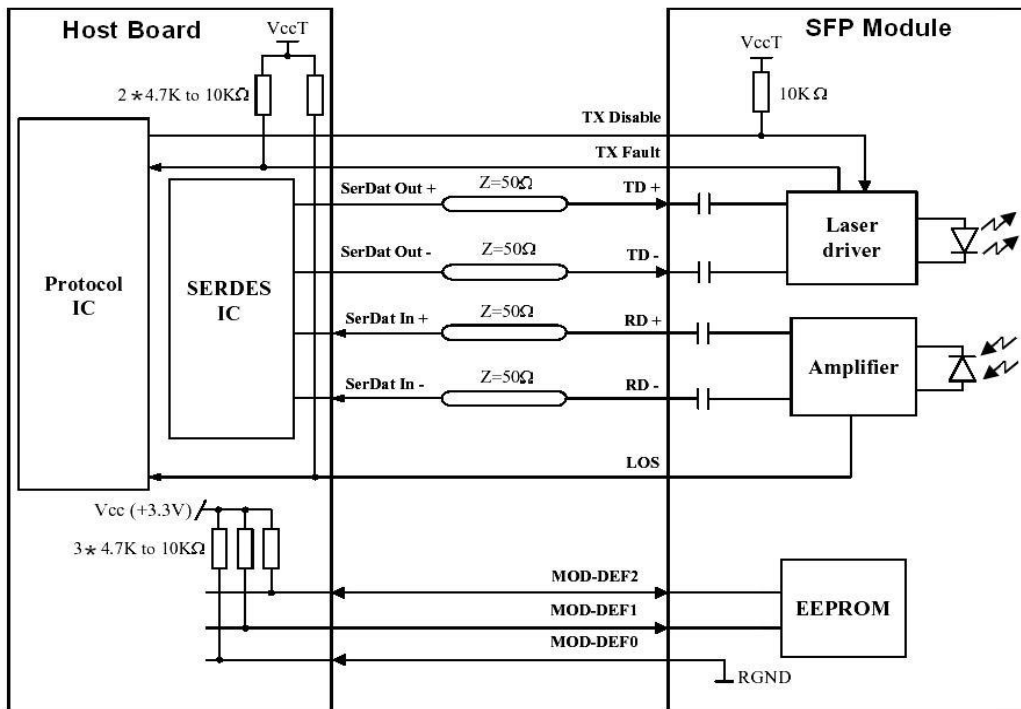 Host Board
SFP Module
VccT
VccT
2*4.7K to 10KΩ
10KΩ
TX Disable
TX Fault
SerDat Out +
Z=50Ω
TD +
Laser
driver
SerDat Out -
Z=50Ω
TD -
Protocol
IC
SERDES
IC
SerDat In +
Z=50Ω
RD +
Amplifier
SerDat In -
Z=50Ω
RD -
LOS
Vcc (+3.3V)
3*4.7K to 10KΩ
MOD-DEF2
EEPROM
MOD-DEF1
MOD-DEF0
RGND